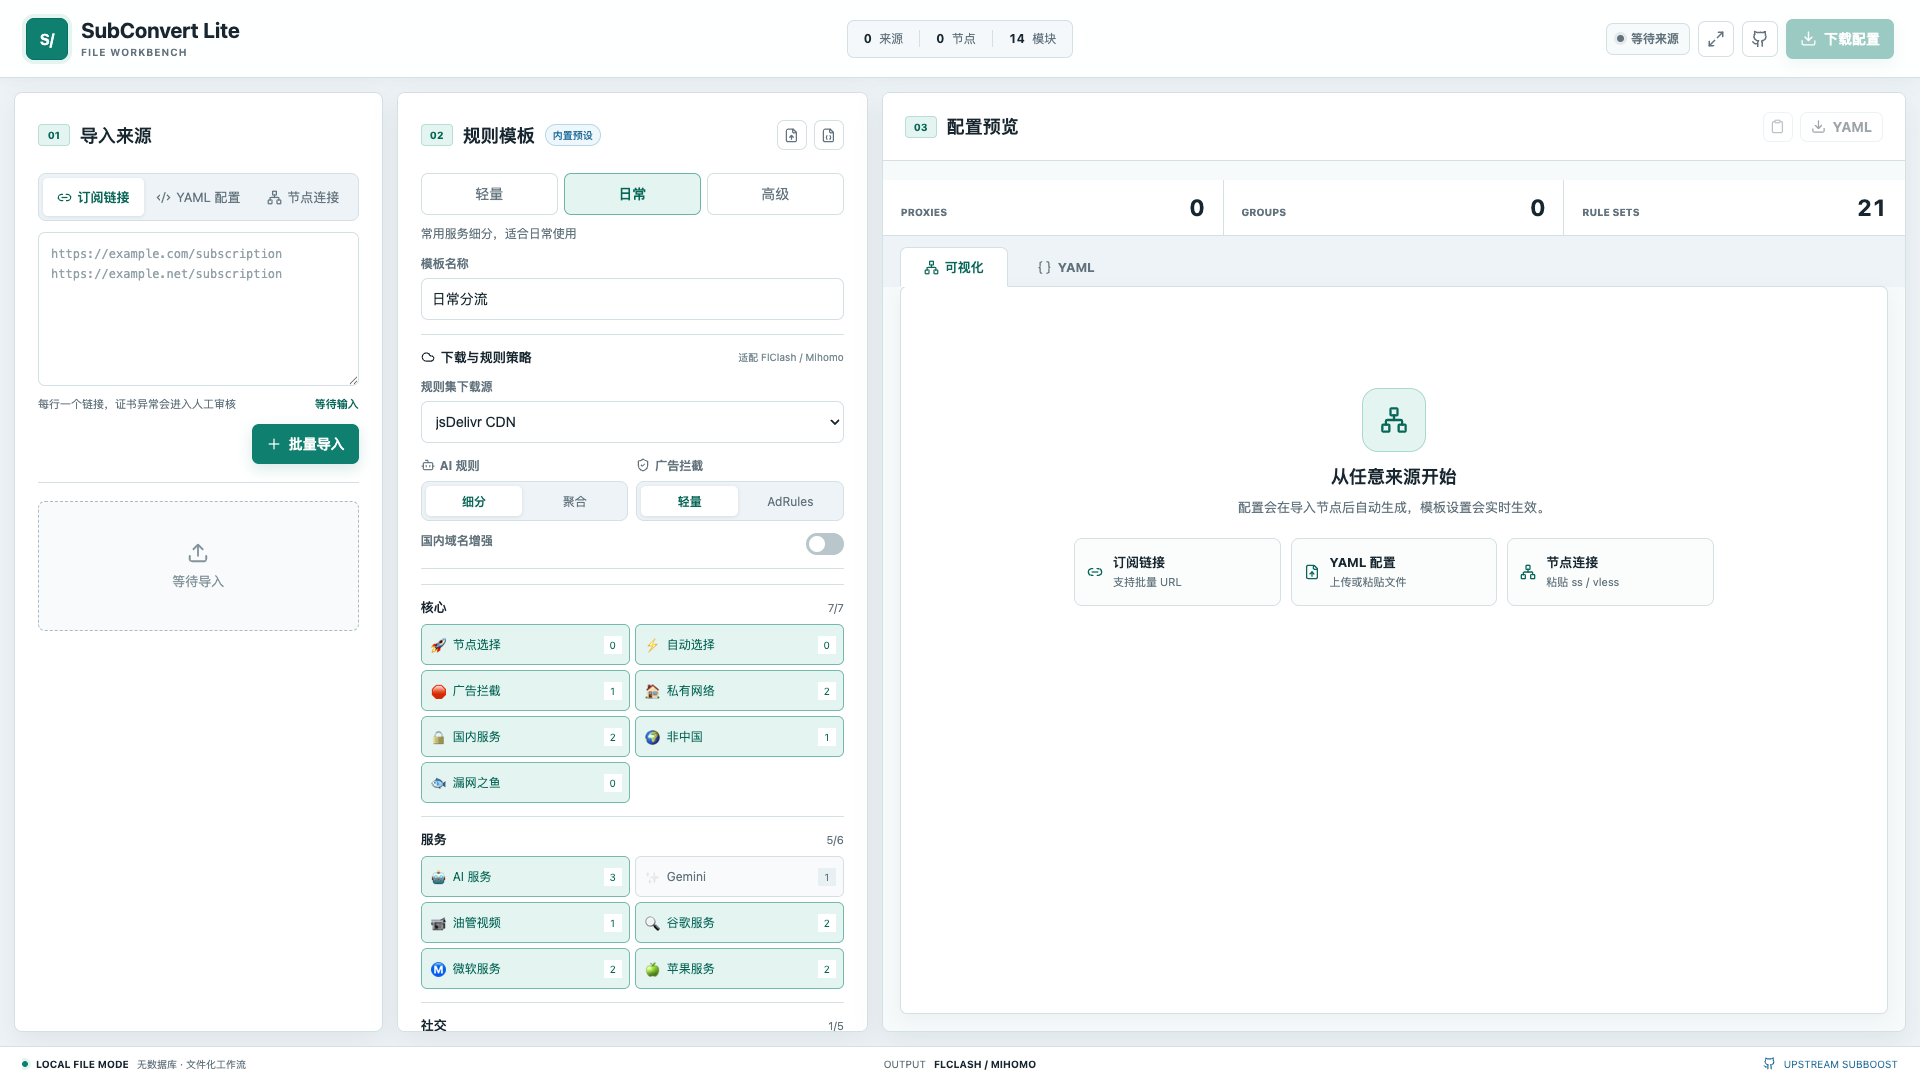 S/
SubConvert Lite
FILE WORKBENCH
0 来源
0 节点
14 模块
等待来源
下载配置
01 导入来源
订阅链接
YAML 配置
节点连接
https://example.com/subscription
https://example.net/subscription
每行一个链接，证书异常会进入人工审核
等待输入
批量导入
等待导入
02 规则模板 内置预设
轻量
日常
高级
常用服务细分，适合日常使用
模板名称
日常分流
下载与规则策略
适配 FlClash / Mihomo
规则集下载源
jsDelivr CDN
AI 规则
细分
聚合
广告拦截
轻量
AdRules
国内域名增强
核心 7/7
节点选择 0
自动选择 0
广告拦截 1
私有网络 2
国内服务 2
非中国 1
漏网之鱼 0
服务 5/6
AI 服务 3
Gemini 1
油管视频 1
谷歌服务 2
微软服务 2
苹果服务 2
社交 1/5
03 配置预览
YAML
PROXIES 0
GROUPS 0
RULE SETS 21
可视化
{ } YAML
从任意来源开始
配置会在导入节点后自动生成，模板设置会实时生效。
订阅链接
支持批量 URL
YAML 配置
上传或粘贴文件
节点连接
粘贴 ss / vless
LOCAL FILE MODE 无数据库 · 文件化工作流
OUTPUT FLCLASH / MIHOMO
UPSTREAM SUBBOOST